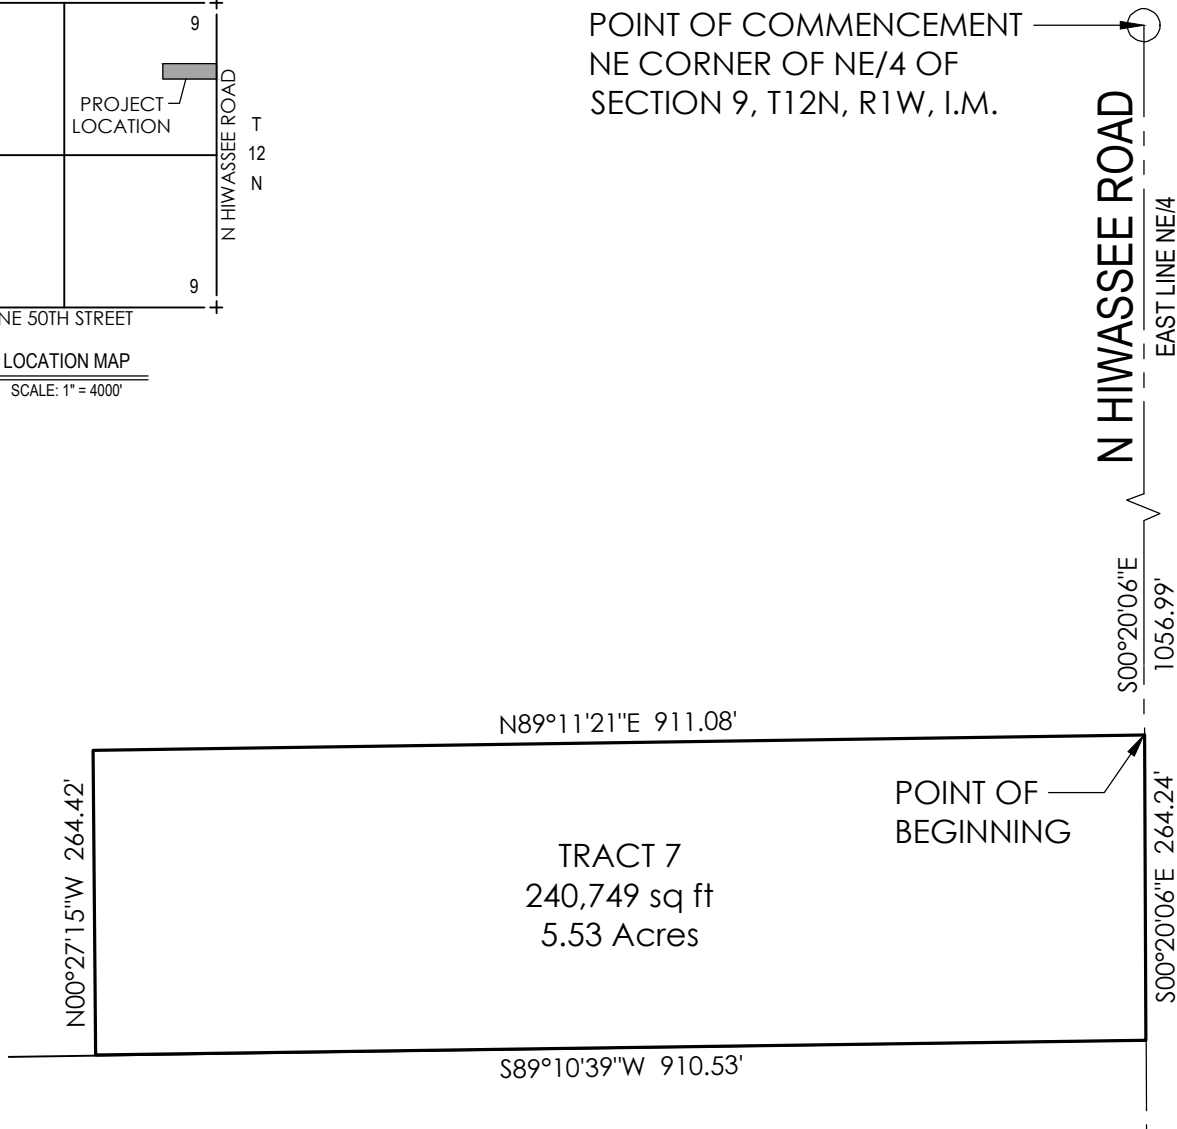 9
PROJECT
LOCATION
N HIWASSEE ROAD
T
12
N
9
NE 50TH STREET
LOCATION MAP
SCALE: 1" = 4000'
POINT OF COMMENCEMENT
NE CORNER OF NE/4 OF
SECTION 9, T12N, R1W, I.M.
N HIWASSEE ROAD
EAST LINE NE/4
S00°20'06"E
1056.99'
N89°11'21"E 911.08'
POINT OF
BEGINNING
N00°27'15"W 264.42'
TRACT 7
240,749 sq ft
5.53 Acres
S00°20'06"E 264.24'
S89°10'39"W 910.53'